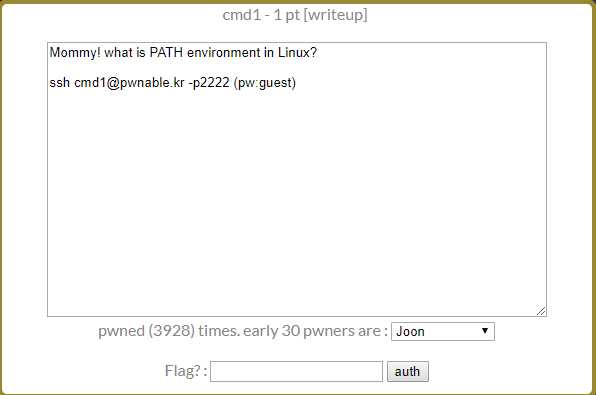 cmd1 - 1 pt [writeup]
Mommy! what is PATH environment in Linux?
ssh cmd1@pwnable.kr -p2222 (pw:guest)
pwned (3928) times. early 30 pwners are : Joon
Flag? : auth